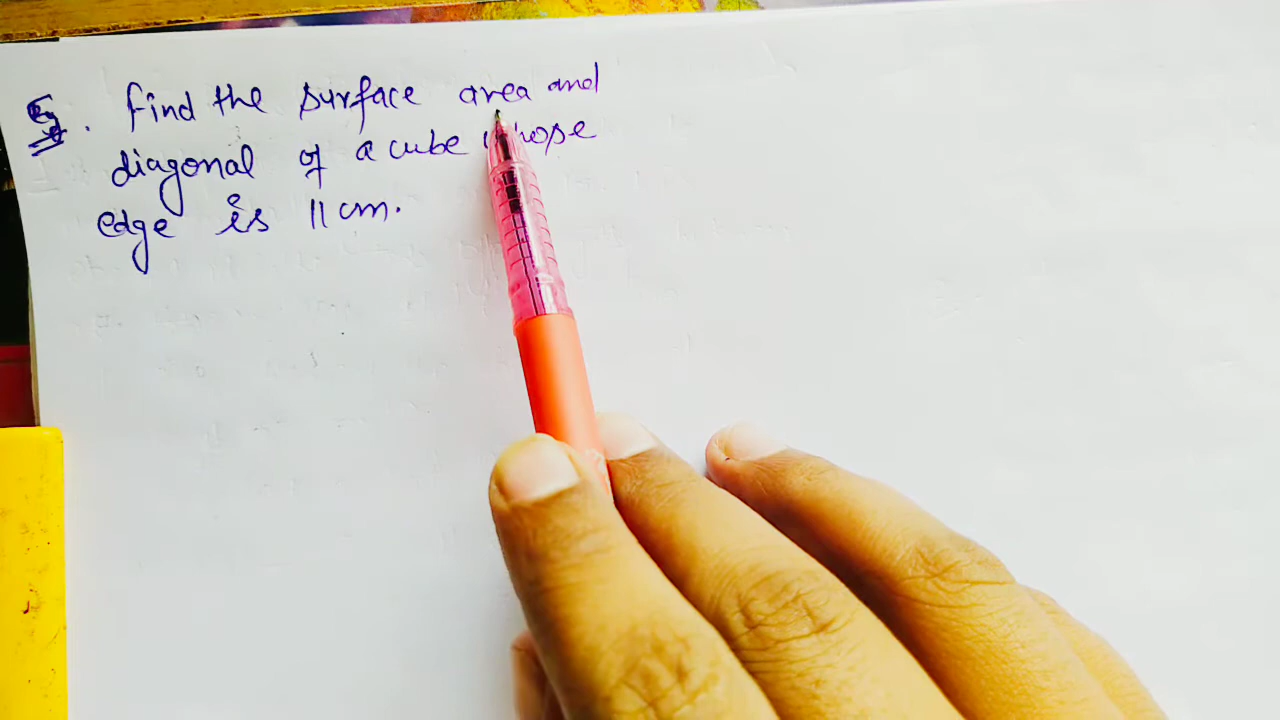 Eg. Find the surface area and
diagonal of a cube whose
edge is 11 cm.